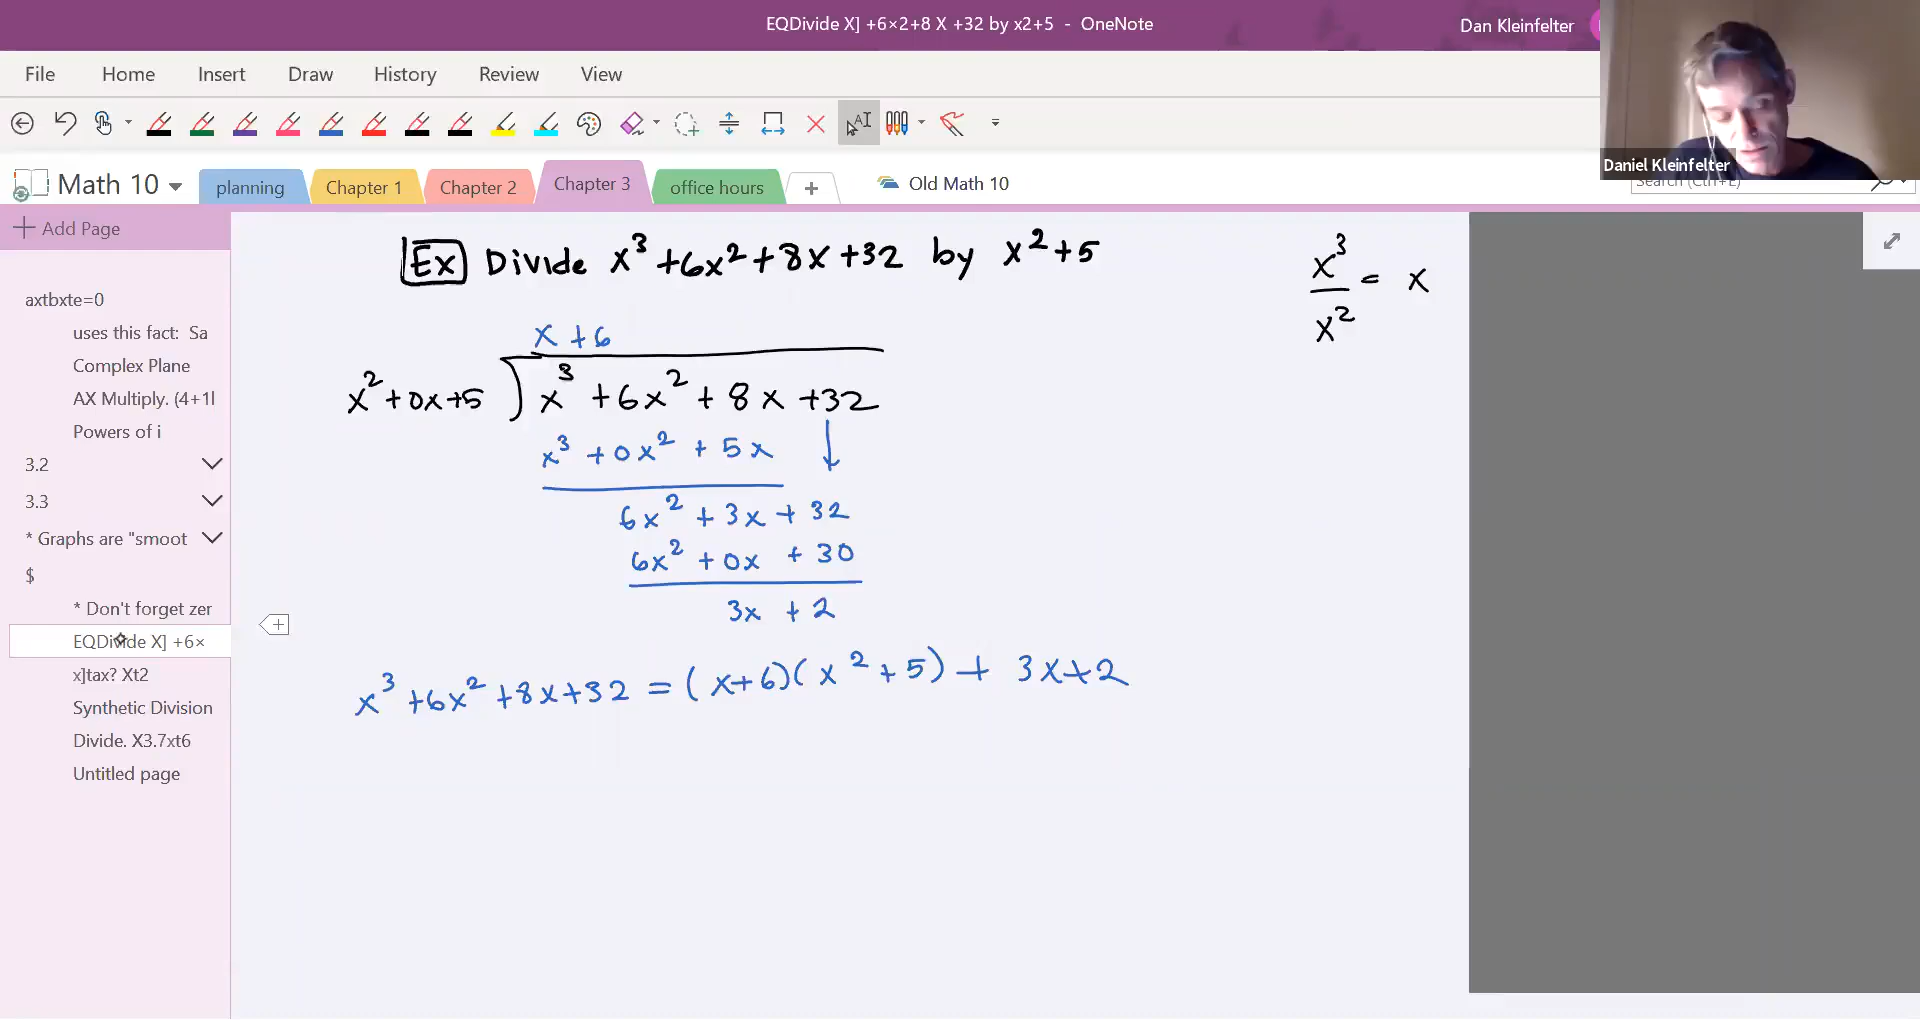 EQDivide X] +6×2+8 X +32 by x2+5 - OneNote
Dan Kleinfelter
File Home Insert Draw History Review View
Daniel Kleinfelter
Math 10 planning Chapter 1 Chapter 2 Chapter 3 office hours + Old Math 10
Search (Ctrl+E)
Add Page
axtbxte=0
uses this fact: Sa
Complex Plane
AX Multiply. (4+1l
Powers of i
3.2
3.3
* Graphs are "smoot
$
* Don't forget zer
EQDivide X] +6×
x]tax? Xt2
Synthetic Division
Divide. X3.7xt6
Untitled page
Ex Divide x³ +6x² +8x +32 by x² +5
x³/x² = x
x +6
x² +0x +5 ) x³ +6x² + 8x +32
x³ +0x² + 5x ↓
6x² + 3x + 32
6x² +0x + 30
3x + 2
x³ +6x² +8x+32 = (x+6)(x² +5) + 3x+2